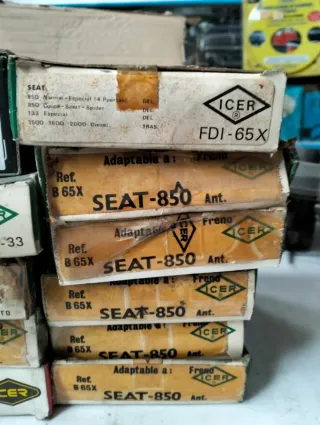 SEAT.
850 Normal-Especial (4 Puertas) DEL.
850 Coupe-Sport-Spider DEL.
133 Especial DEL.
1500-1800-2000 Diesel TRAS.
ICER
FDI-65X
Adaptable a: Freno
Ref. B 65X SEAT-850 Ant.
ICER
Adaptable Freno
Ref. B 65X SEAT-850 Ant.
ICER
Adaptable a: Freno
Ref. B 65X SEAT-850 Ant.
ICER
Adaptable a: Freno
Ref. B 65X SEAT-850 Ant.
ICER
Adaptable a: Freno
Ref. B 65X SEAT-850 Ant.
ICER
-33
ICER